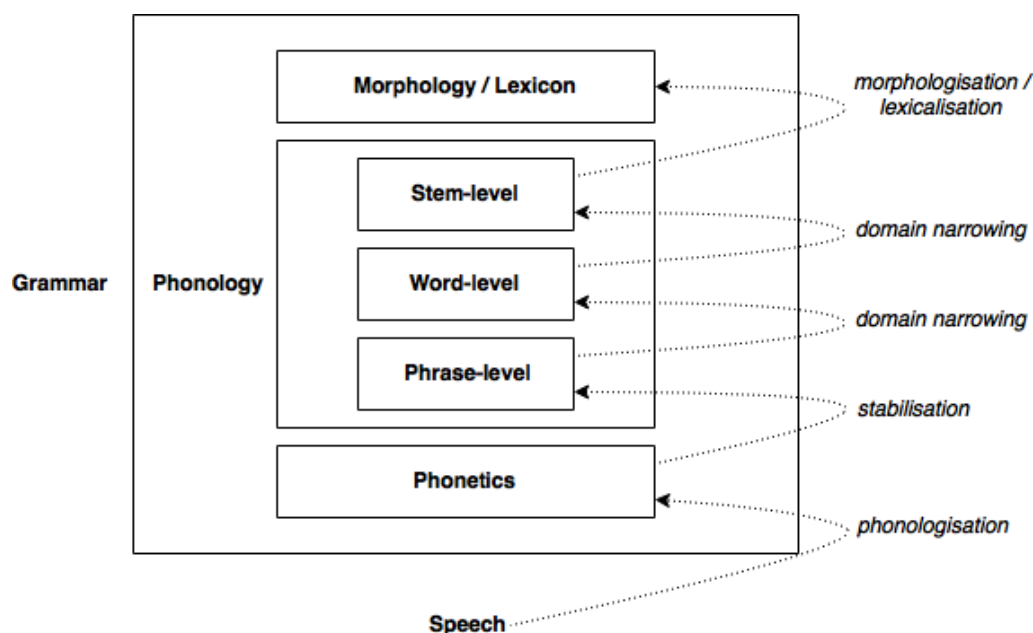 Morphology / Lexicon
morphologisation /
lexicalisation
Stem-level
domain narrowing
Grammar
Phonology
Word-level
domain narrowing
Phrase-level
stabilisation
Phonetics
phonologisation
Speech